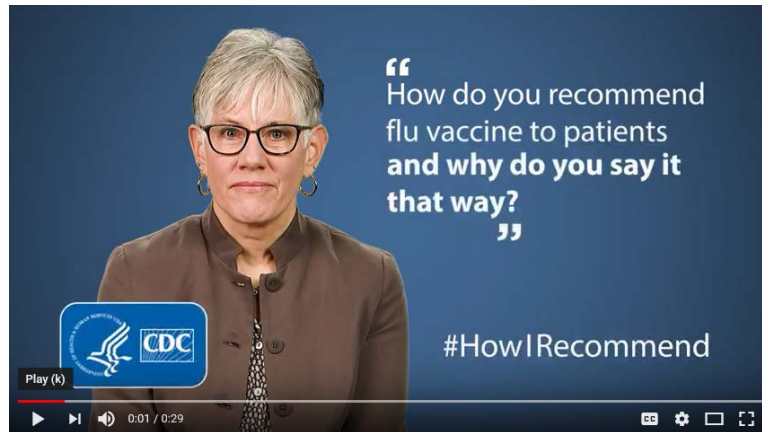 “
How do you recommend
flu vaccine to patients
and why do you say it
that way?
”
CDC
#HowIRecommend
Play (k)
0:01 / 0:29
CC